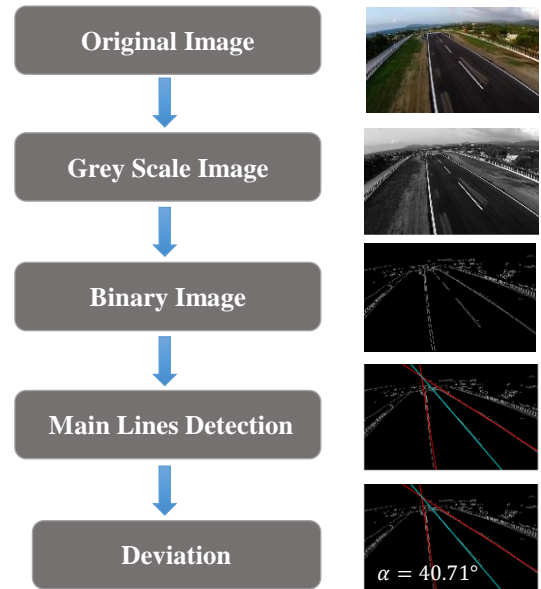 Original Image
Grey Scale Image
Binary Image
Main Lines Detection
Deviation
α = 40.71°